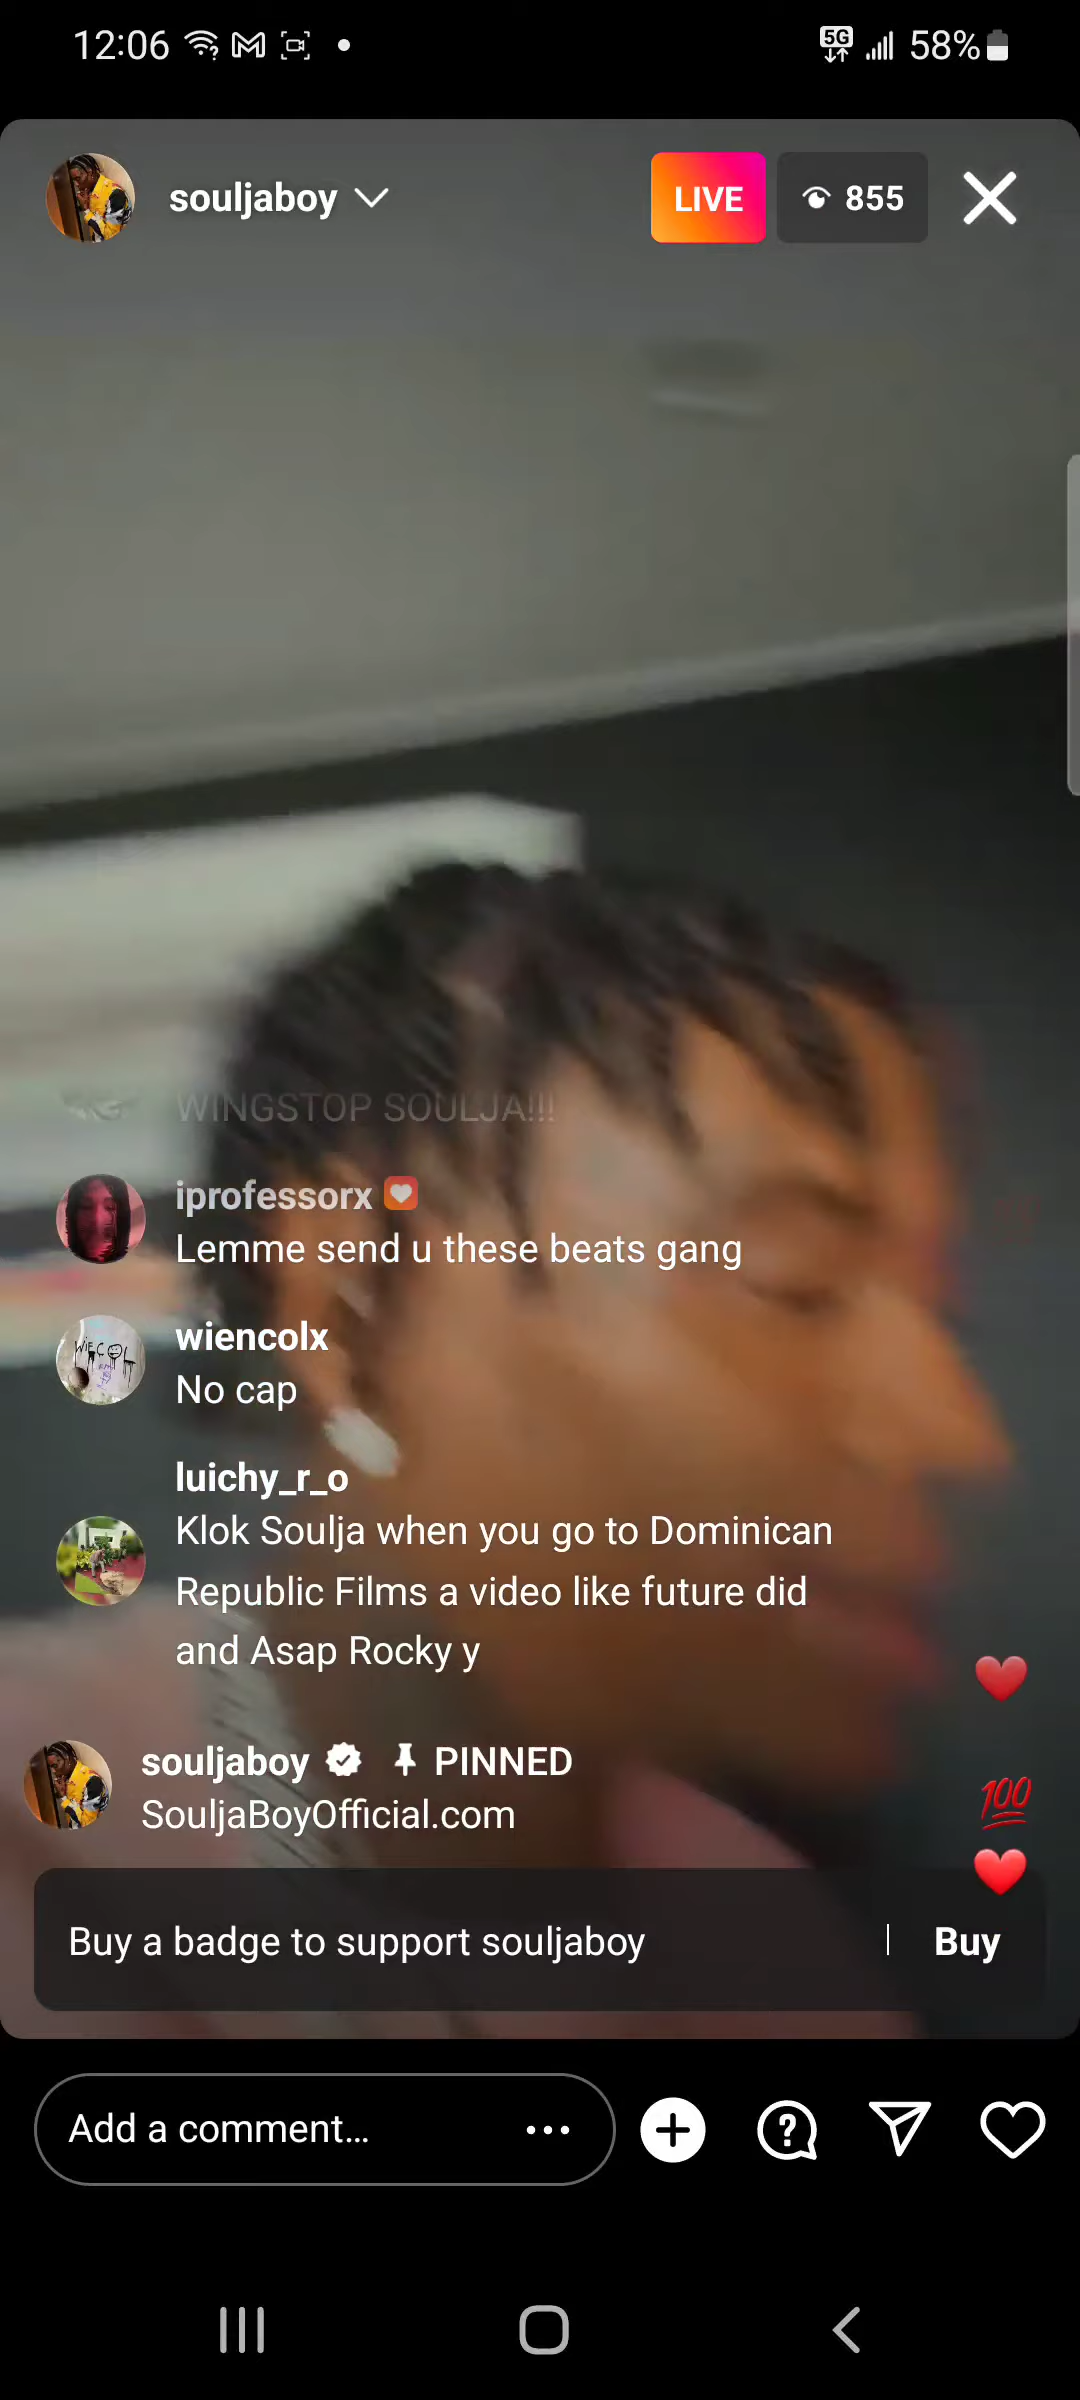 12:06
5G
58%
souljaboy
LIVE
855
WINGSTOP SOULJA!!!
iprofessorx
Lemme send u these beats gang
wiencolx
No cap
luichy_r_o
Klok Soulja when you go to Dominican
Republic Films a video like future did
and Asap Rocky y
souljaboy PINNED
SouljaBoyOfficial.com
100
Buy a badge to support souljaboy
Buy
Add a comment...